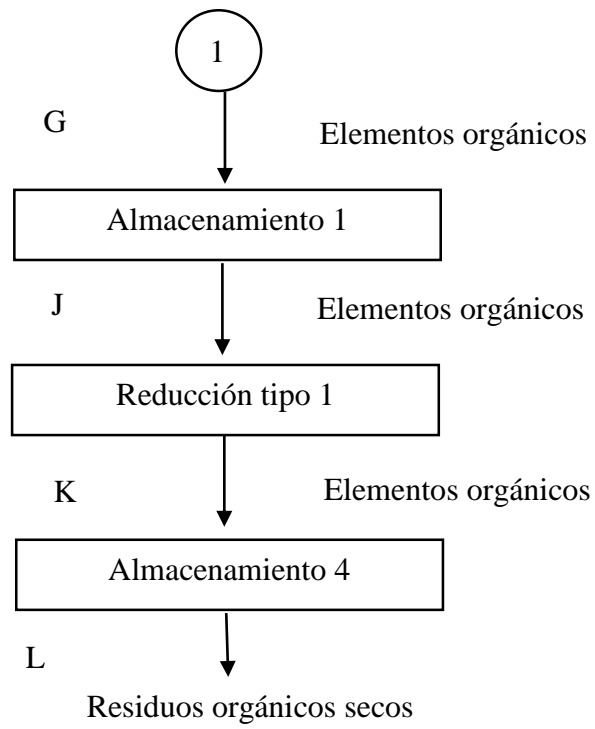 1
G
Elementos orgánicos
Almacenamiento 1
J
Elementos orgánicos
Reducción tipo 1
K
Elementos orgánicos
Almacenamiento 4
L
Residuos orgánicos secos